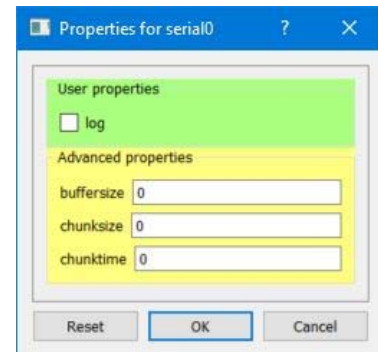 Properties for serial0 ? ×
User properties
log
Advanced properties
buffersize 0
chunksize 0
chunktime 0
Reset OK Cancel